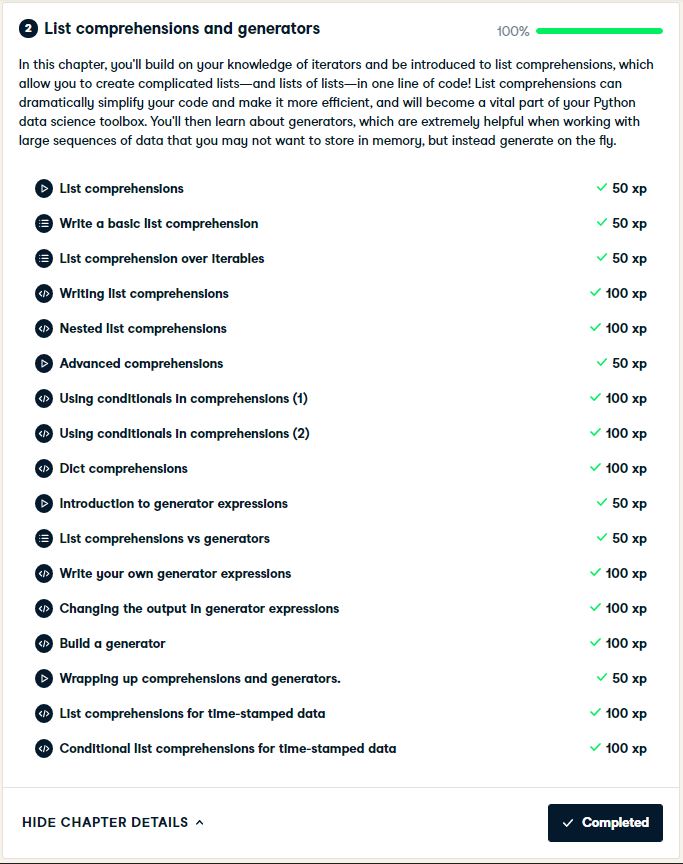 2 List comprehensions and generators 100%
In this chapter, you'll build on your knowledge of iterators and be introduced to list comprehensions, which
allow you to create complicated lists—and lists of lists—in one line of code! List comprehensions can
dramatically simplify your code and make it more efficient, and will become a vital part of your Python
data science toolbox. You'll then learn about generators, which are extremely helpful when working with
large sequences of data that you may not want to store in memory, but instead generate on the fly.
List comprehensions 50 xp
Write a basic list comprehension 50 xp
List comprehension over iterables 50 xp
Writing list comprehensions 100 xp
Nested list comprehensions 100 xp
Advanced comprehensions 50 xp
Using conditionals in comprehensions (1) 100 xp
Using conditionals in comprehensions (2) 100 xp
Dict comprehensions 100 xp
Introduction to generator expressions 50 xp
List comprehensions vs generators 50 xp
Write your own generator expressions 100 xp
Changing the output in generator expressions 100 xp
Build a generator 100 xp
Wrapping up comprehensions and generators. 50 xp
List comprehensions for time-stamped data 100 xp
Conditional list comprehensions for time-stamped data 100 xp
HIDE CHAPTER DETAILS Completed